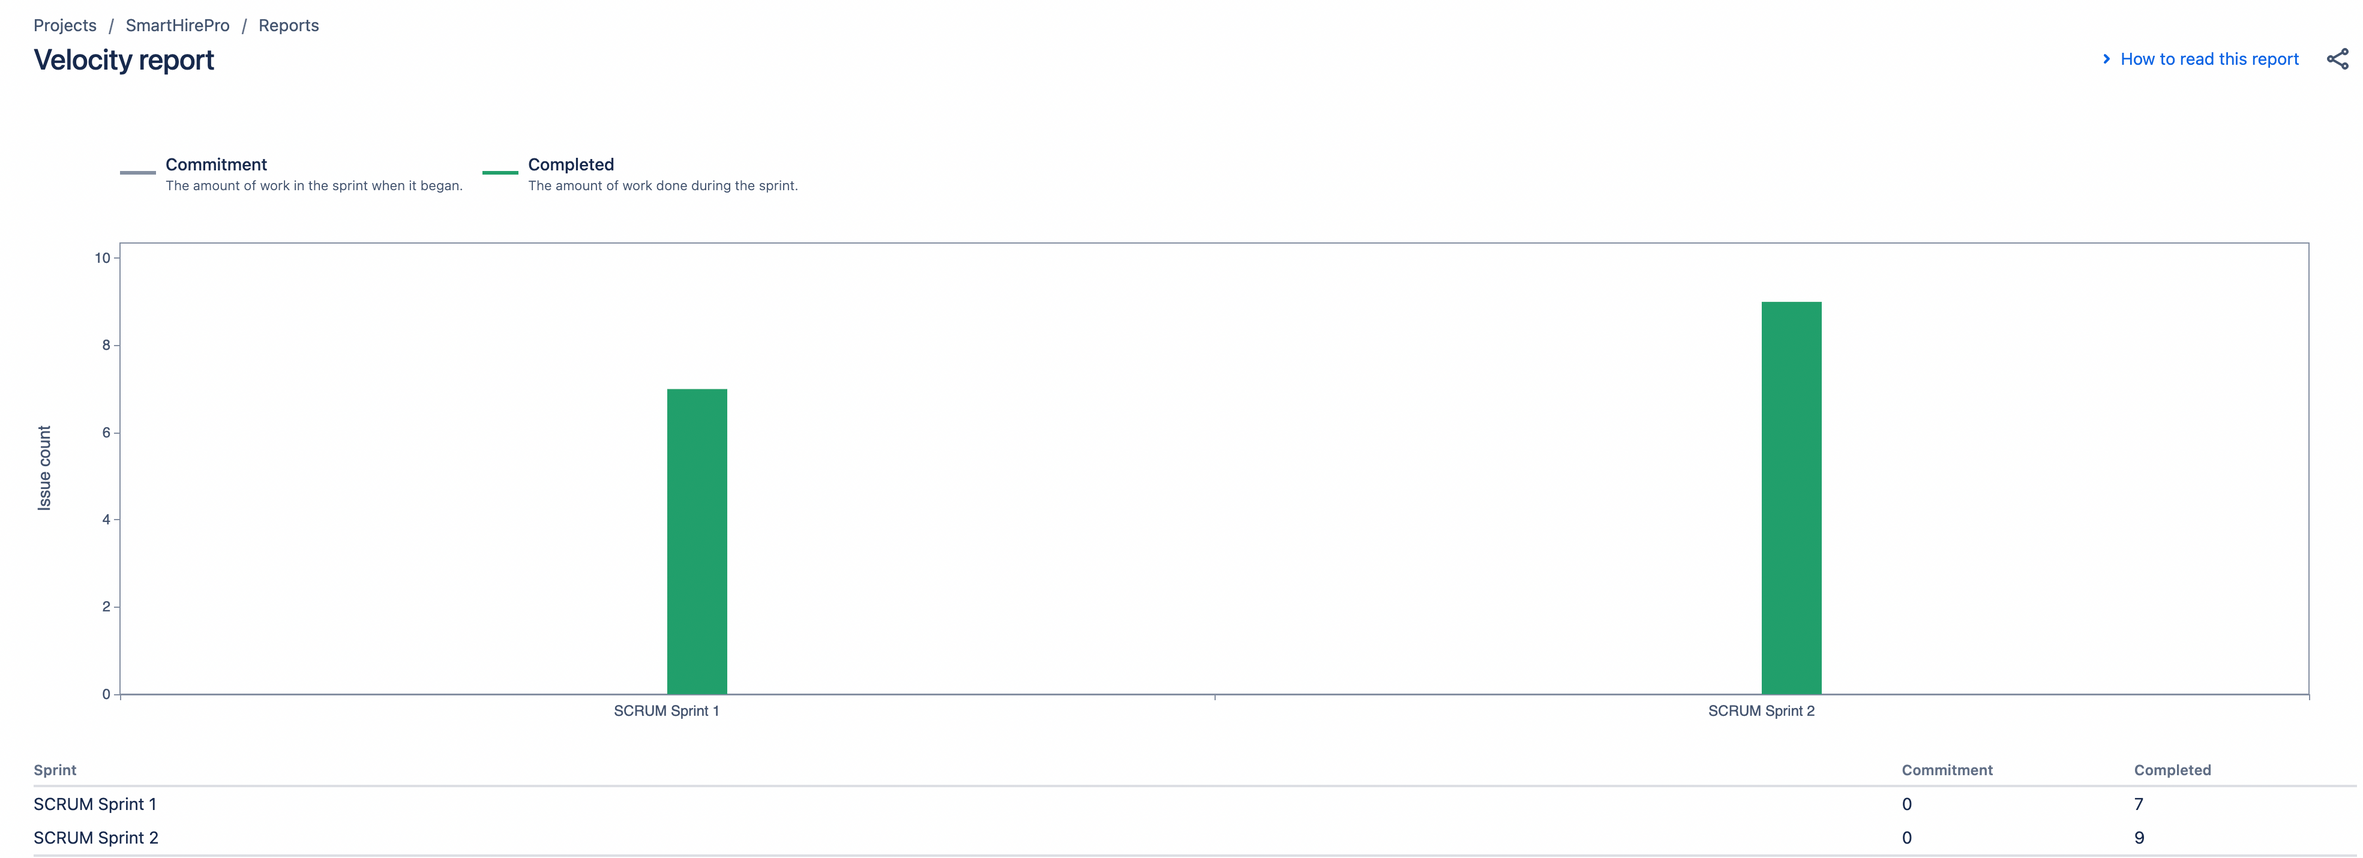 Projects / SmartHirePro / Reports
Velocity report
How to read this report
Commitment
The amount of work in the sprint when it began.
Completed
The amount of work done during the sprint.
Issue count
10
8
6
4
2
0
SCRUM Sprint 1
SCRUM Sprint 2
Sprint Commitment Completed
SCRUM Sprint 1 0 7
SCRUM Sprint 2 0 9